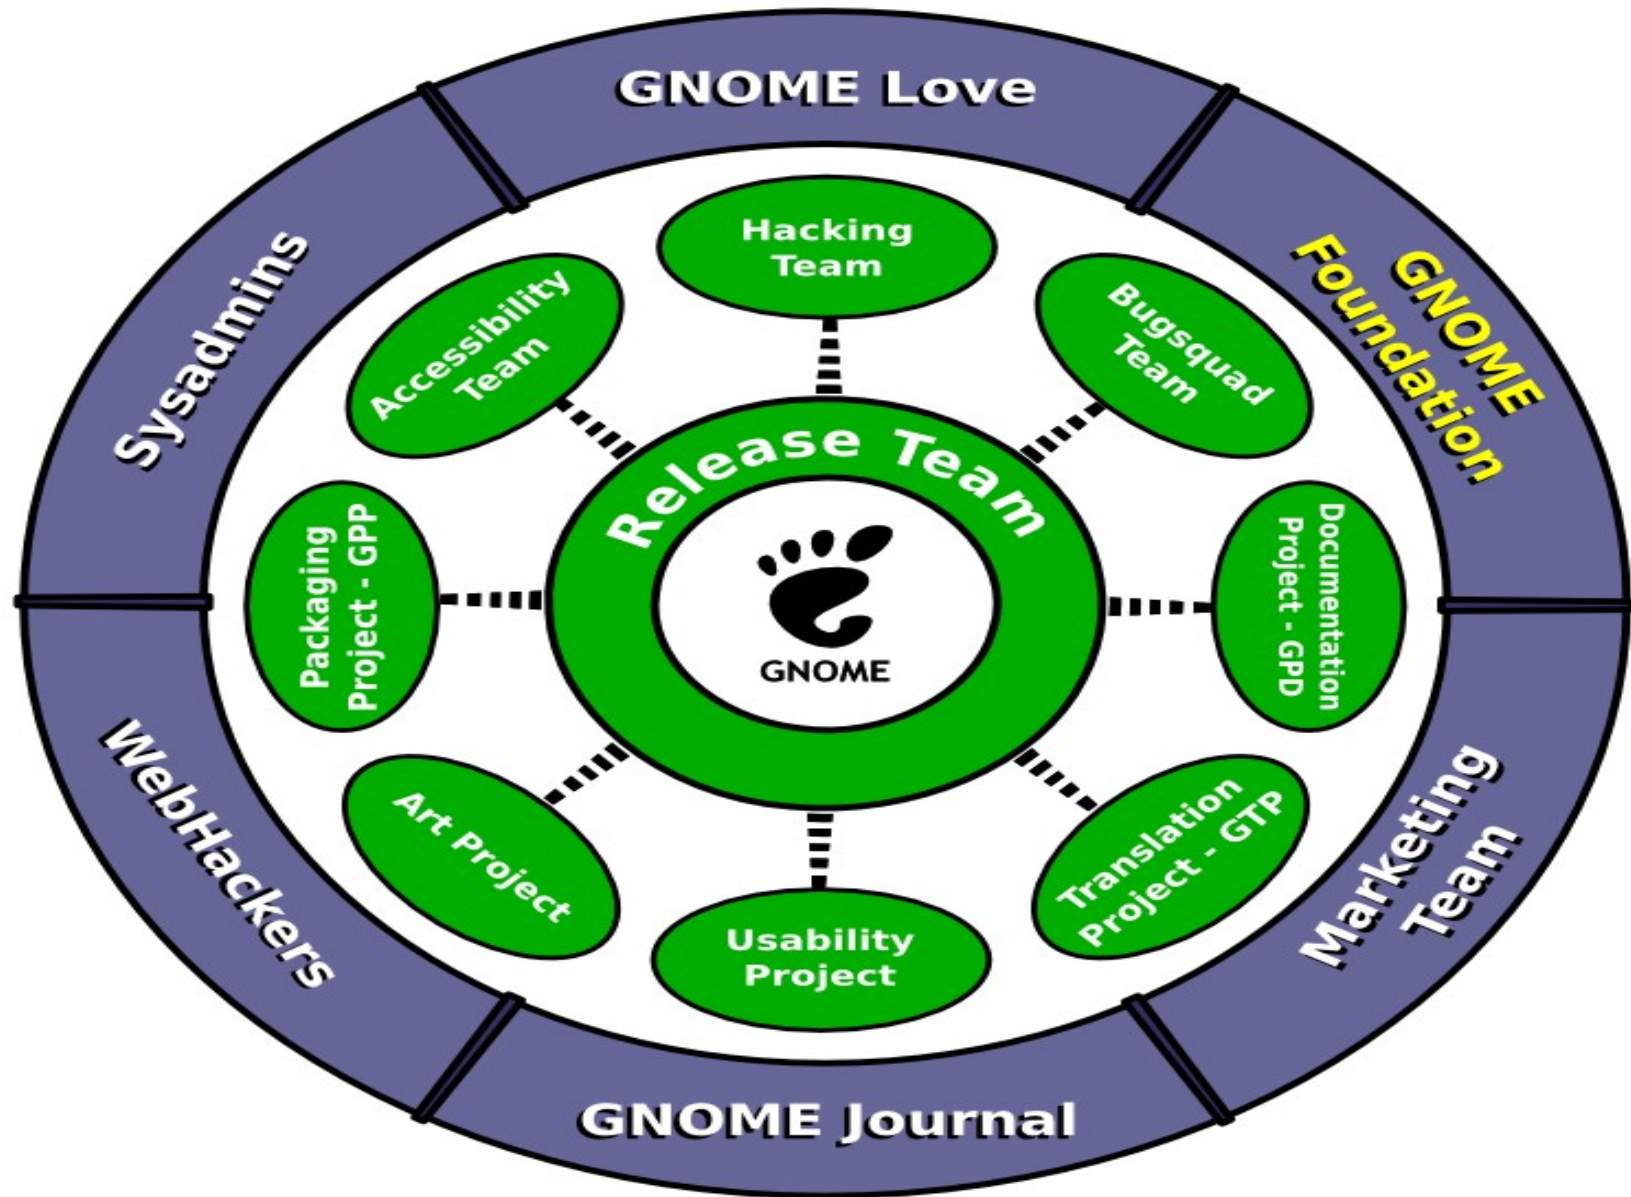 GNOME Love
GNOME
Foundation
Marketing
Team
GNOME Journal
WebHackers
Sysadmins
Hacking
Team
Bugsquad
Team
Documentation
Project - GPD
Translation
Project - GTP
Usability
Project
Art Project
Packaging
Project - GPP
Accessibility
Team
Release Team
GNOME